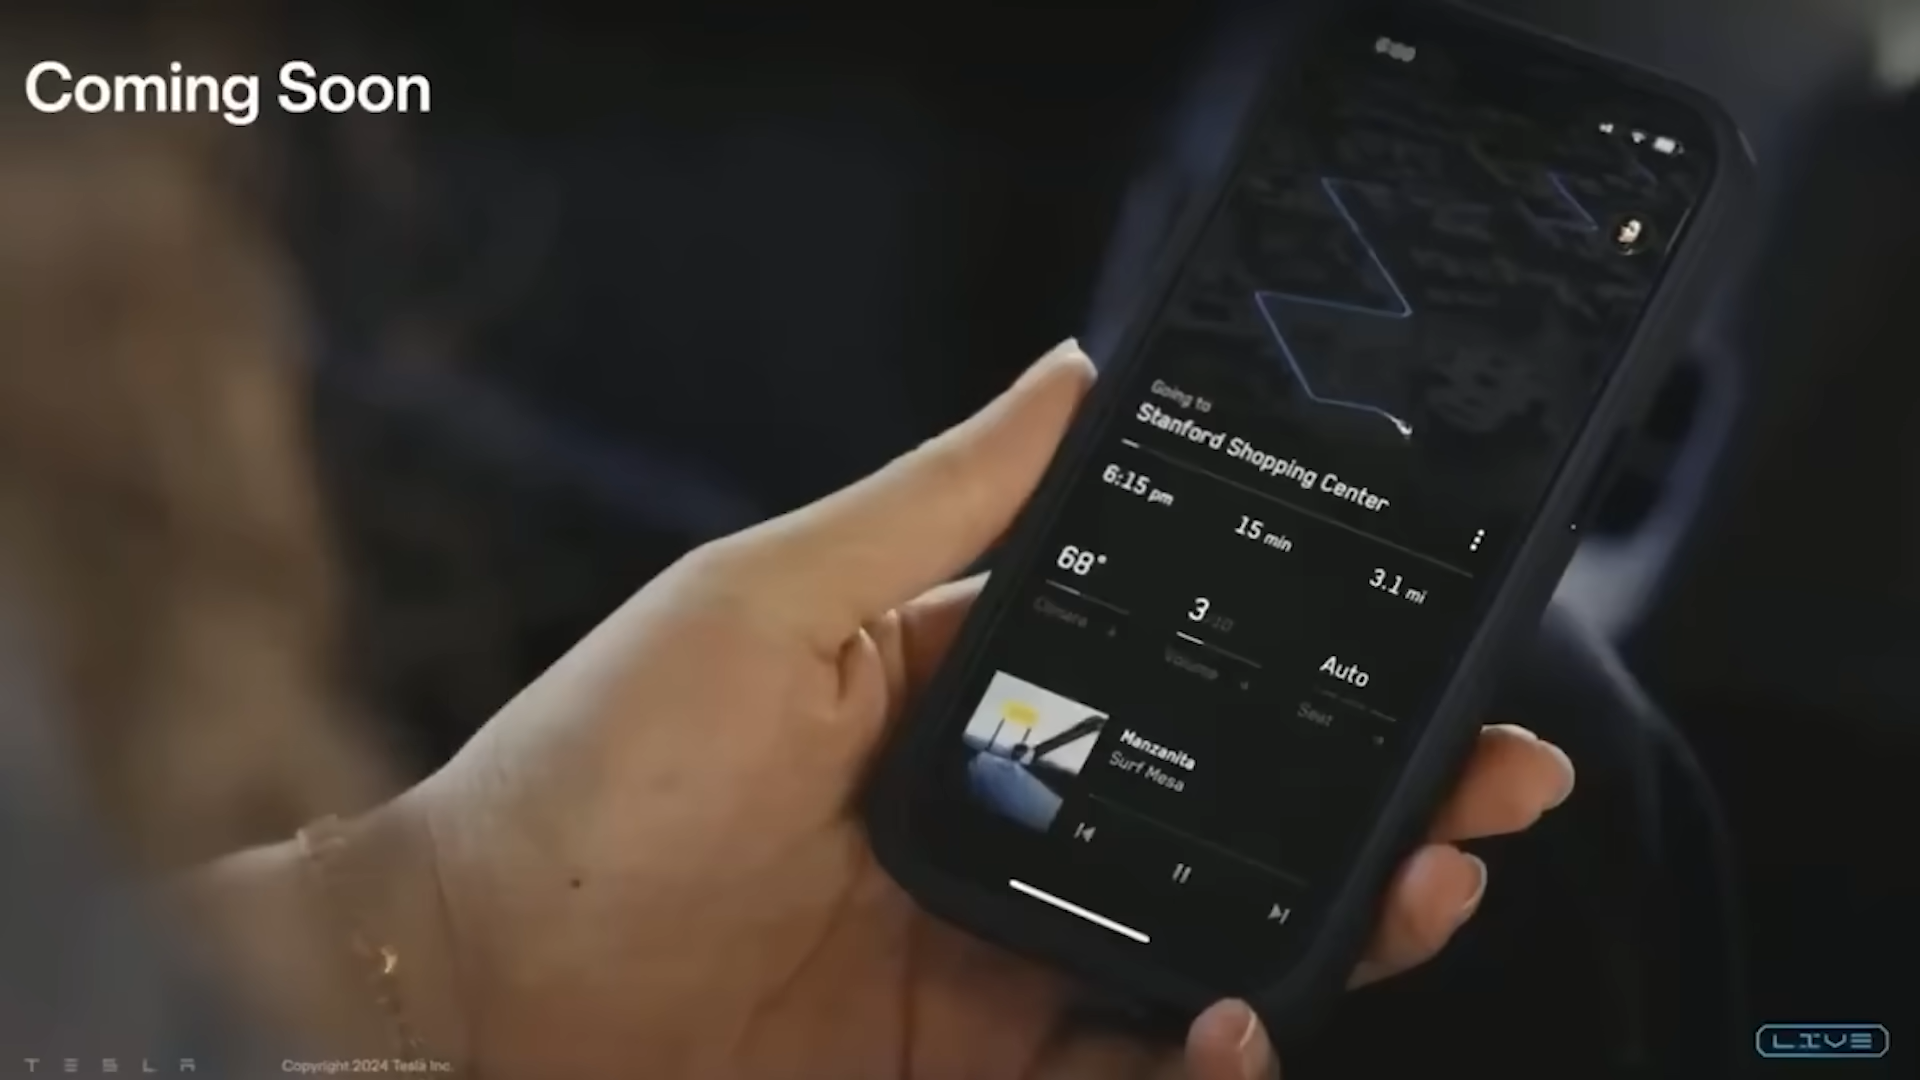 Coming Soon
Going to
Stanford Shopping Center
6:15 pm
15 min
3.1 mi
68°
3/10
Auto
Climate
Volume
Seat
Manzanita
Surf Mesa
TESLA
Copyright 2024 Tesla Inc.
LIVE